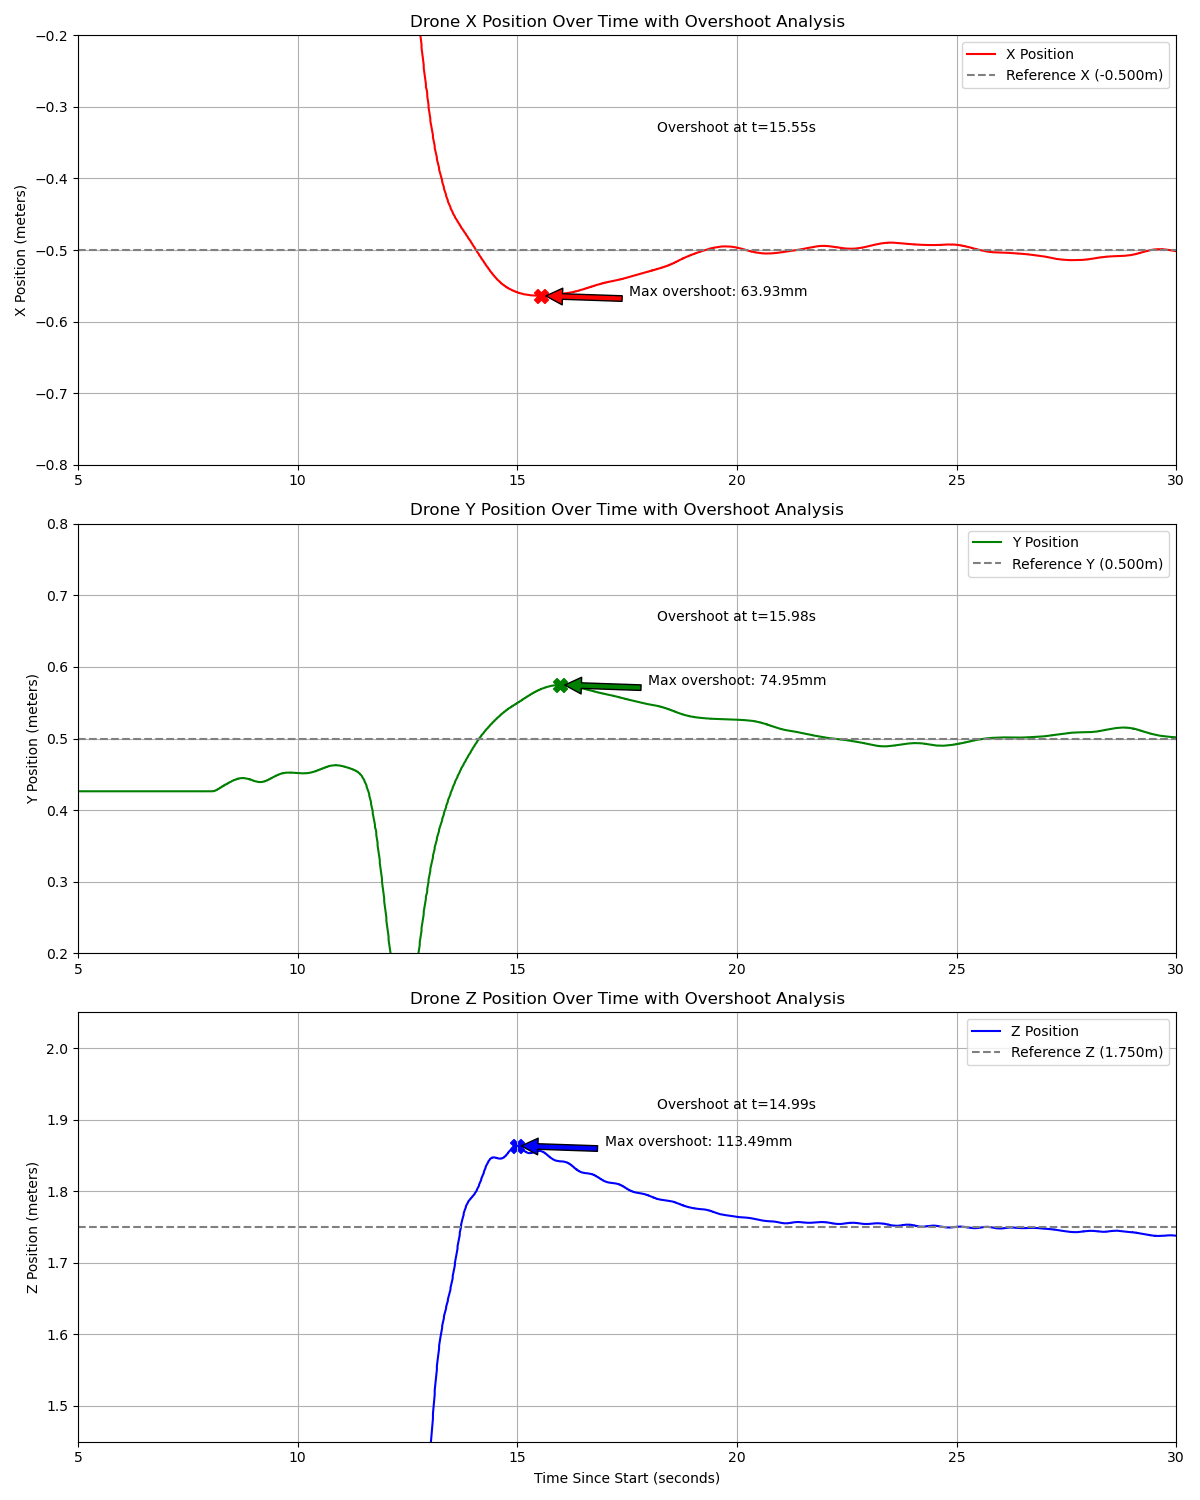 Drone X Position Over Time with Overshoot Analysis
−0.2
−0.3
−0.4
−0.5
−0.6
−0.7
−0.8
X Position (meters)
X Position
Reference X (-0.500m)
Overshoot at t=15.55s
Max overshoot: 63.93mm
5 10 15 20 25 30
Drone Y Position Over Time with Overshoot Analysis
0.8
0.7
0.6
0.5
0.4
0.3
0.2
Y Position (meters)
Y Position
Reference Y (0.500m)
Overshoot at t=15.98s
Max overshoot: 74.95mm
5 10 15 20 25 30
Drone Z Position Over Time with Overshoot Analysis
2.0
1.9
1.8
1.7
1.6
1.5
Z Position (meters)
Z Position
Reference Z (1.750m)
Overshoot at t=14.99s
Max overshoot: 113.49mm
5 10 15 20 25 30
Time Since Start (seconds)